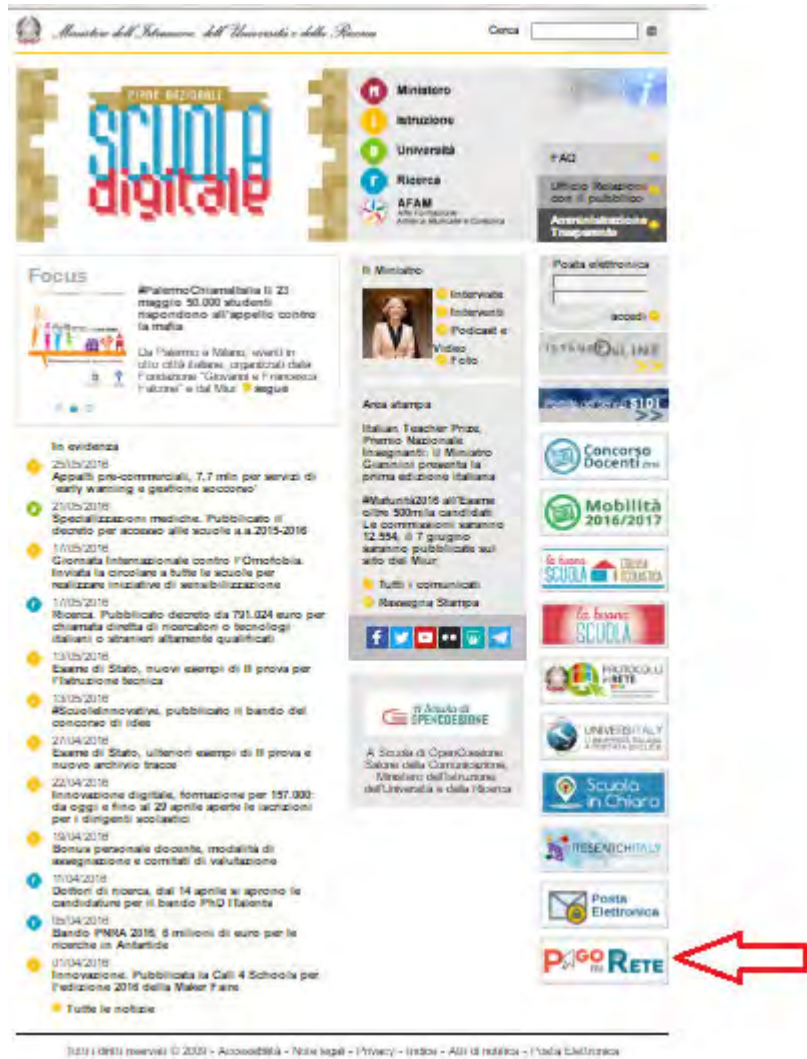 Ministero dell'Istruzione, dell'Università e della Ricerca
Cerca
PIANO NAZIONALE
SCUOLA
digitale
Ministero
Istruzione
Università
Ricerca
AFAM
Alta Formazione
Artistica Musicale e Coreutica
FAQ
Ufficio Relazioni
con il pubblico
Amministrazione
Trasparente
Focus
#PalermoChiamaItalia Il 23
maggio 50.000 studenti
rispondono all'appello contro
la mafia
Da Palermo a Milano, eventi in
otto città italiane, organizzati dalla
Fondazione "Giovanni e Francesca
Falcone" e dal Miur segue
In evidenza
25/05/2016
Appalti pre-commerciali, 7,7 mln per servizi di
'early warning e gestione soccorso'
21/05/2016
Specializzazioni mediche. Pubblicato il
decreto per accesso alle scuole a.a.2015-2016
17/05/2016
Giornata Internazionale contro l'Omofobia.
Inviata la circolare a tutte le scuole per
realizzare iniziative di sensibilizzazione
17/05/2016
Ricerca. Pubblicato decreto da 791.024 euro per
chiamata diretta di ricercatori o tecnologi
italiani o stranieri altamente qualificati
13/05/2016
Esame di Stato, nuovi esempi di III prova per
l'Istruzione tecnica
13/05/2016
#ScuoleInnovative, pubblicato il bando del
concorso di idee
27/04/2016
Esame di Stato, ulteriori esempi di II prova e
nuovo archivio tracce
22/04/2016
Innovazione digitale, formazione per 157.000:
da oggi e fino al 29 aprile aperte le iscrizioni
per i dirigenti scolastici
19/04/2016
Bonus personale docente, modalità di
assegnazione e comitati di valutazione
11/04/2016
Dottori di ricerca, dal 14 aprile si aprono le
candidature per il bando PhD ITalents
05/04/2016
Bando PNRA 2016, 6 milioni di euro per le
ricerche in Antartide
01/04/2016
Innovazione. Pubblicata la Call 4 Schools per
l'edizione 2016 della Maker Faire
Tutte le notizie
Il Ministro
Interviste
Interventi
Podcast e
Video
Foto
Area stampa
Italian Teacher Prize,
Premio Nazionale
Insegnanti: il Ministro
Giannini presenta la
prima edizione italiana
#Maturità2016 all'Esame
oltre 500mila candidati
Le commissioni saranno
12.554, il 7 giugno
saranno pubblicate sul
sito del Miur
Tutti i comunicati
Rassegna Stampa
A Scuola di
OPENCOESIONE
A Scuola di OpenCoesione
Salone della Comunicazione,
Ministero dell'Istruzione
dell'Università e della Ricerca
Posta elettronica
accedi
ISTANZE ONLINE
SIDI
Concorso
Docenti 2016
Mobilità
2016/2017
la buona
SCUOLA
EDILIZIA
SCOLASTICA
la buona
SCUOLA
PROTOCOLLI
in RETE
UNIVERSITALY
Scuola
in Chiaro
RESEARCHITALY
Posta
Elettronica
PAGO IN RETE
Tutti i diritti riservati © 2009 - Accessibilità - Note legali - Privacy - Indice - Atti di notifica - Posta Elettronica